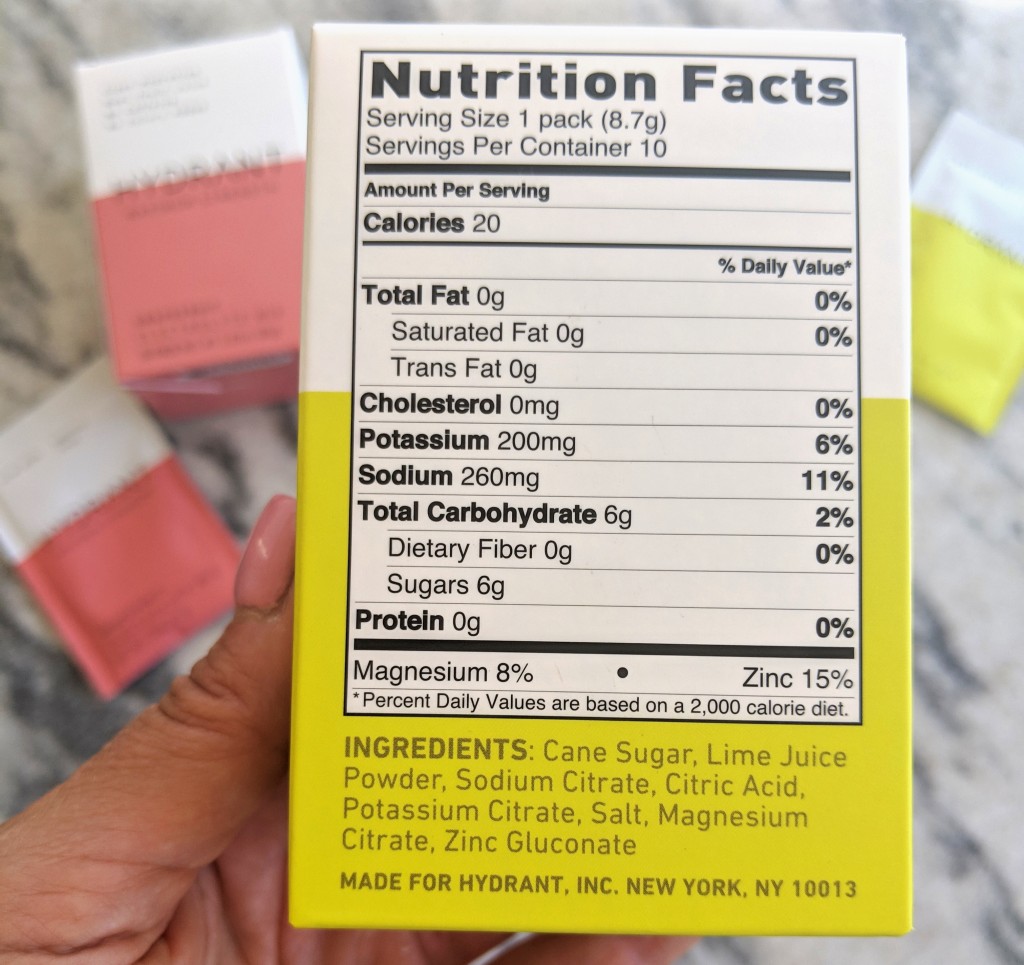 HYDRANT
Nutrition Facts
Serving Size 1 pack (8.7g)
Servings Per Container 10
Amount Per Serving
Calories 20
% Daily Value*
Total Fat 0g 0%
Saturated Fat 0g 0%
Trans Fat 0g
Cholesterol 0mg 0%
Potassium 200mg 6%
Sodium 260mg 11%
Total Carbohydrate 6g 2%
Dietary Fiber 0g 0%
Sugars 6g
Protein 0g 0%
Magnesium 8% • Zinc 15%
*Percent Daily Values are based on a 2,000 calorie diet.
INGREDIENTS: Cane Sugar, Lime Juice
Powder, Sodium Citrate, Citric Acid,
Potassium Citrate, Salt, Magnesium
Citrate, Zinc Gluconate
MADE FOR HYDRANT, INC. NEW YORK, NY 10013